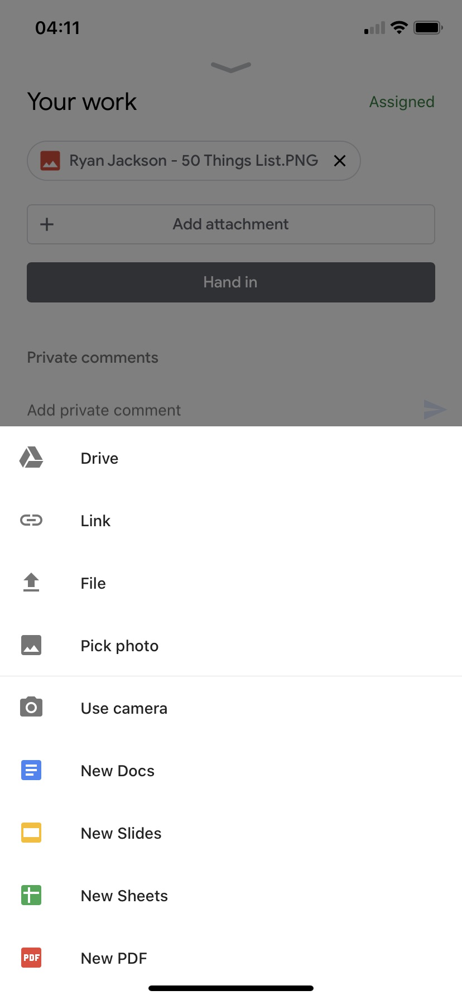 04:11
Your work
Assigned
Ryan Jackson - 50 Things List.PNG
Add attachment
Hand in
Private comments
Add private comment
Drive
Link
File
Pick photo
Use camera
New Docs
New Slides
New Sheets
PDF
New PDF